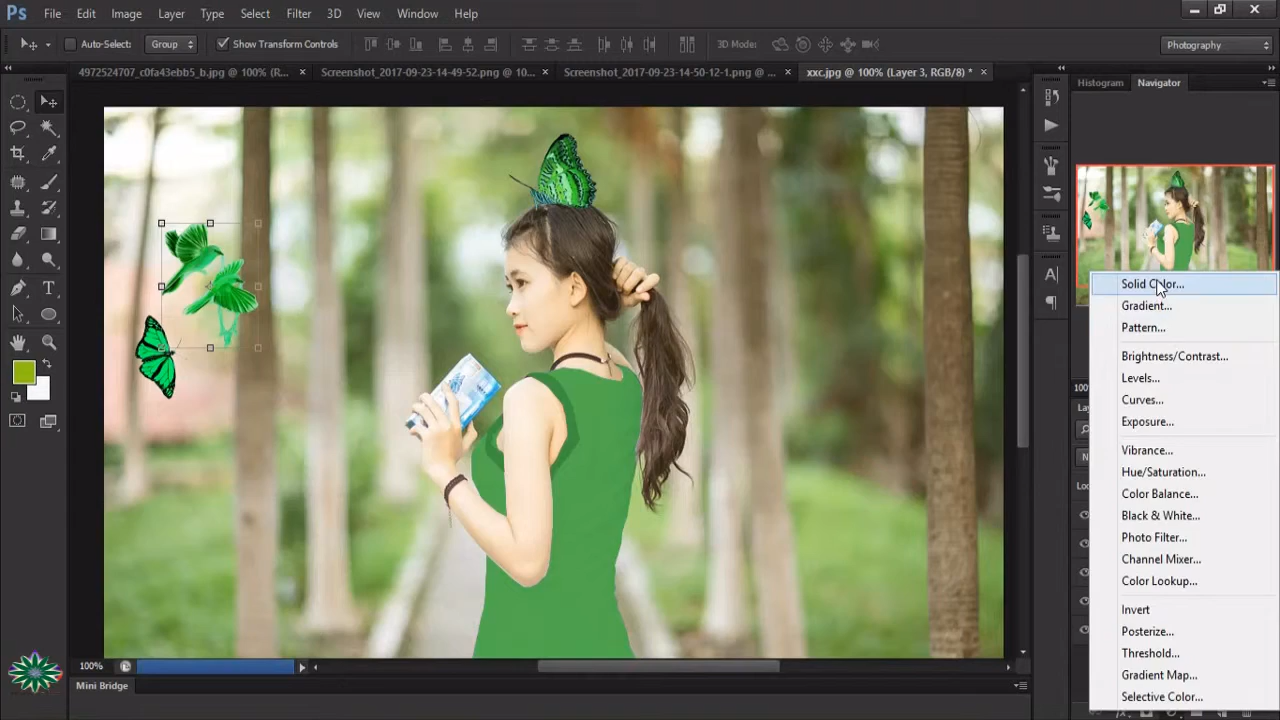 Ps File Edit Image Layer Type Select Filter 3D View Window Help
Auto-Select: Group Show Transform Controls 3D Mode: Photography
4972524707_c0fa43ebb5_b.jpg @ 100% (R... Screenshot_2017-09-23-14-49-52.png @ 10... Screenshot_2017-09-23-14-50-12-1.png @ ... xxc.jpg @ 100% (Layer 3, RGB/8) *
Histogram Navigator
Solid Color...
Gradient...
Pattern...
Brightness/Contrast...
Levels...
Curves...
Exposure...
Vibrance...
Hue/Saturation...
Color Balance...
Black & White...
Photo Filter...
Channel Mixer...
Color Lookup...
Invert
Posterize...
Threshold...
Gradient Map...
Selective Color...
100%
Mini Bridge